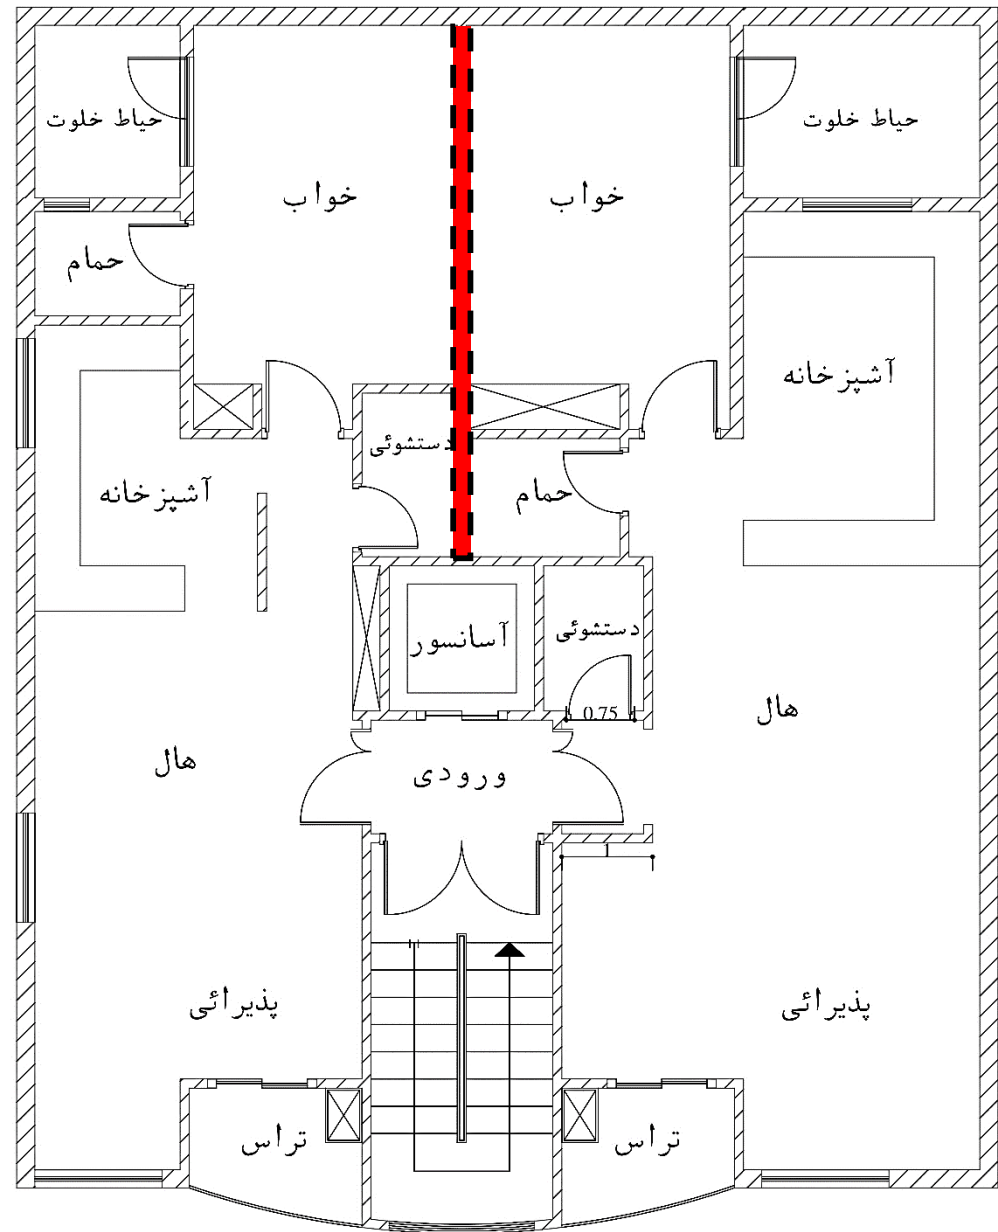 حیاط خلوت
حیاط خلوت
خواب
خواب
حمام
آشپزخانه
دستشوئی
آشپزخانه
حمام
آسانسور
دستشوئی
0.75
هال
هال
ورودی
1
پذیرائی
پذیرائی
تراس
تراس